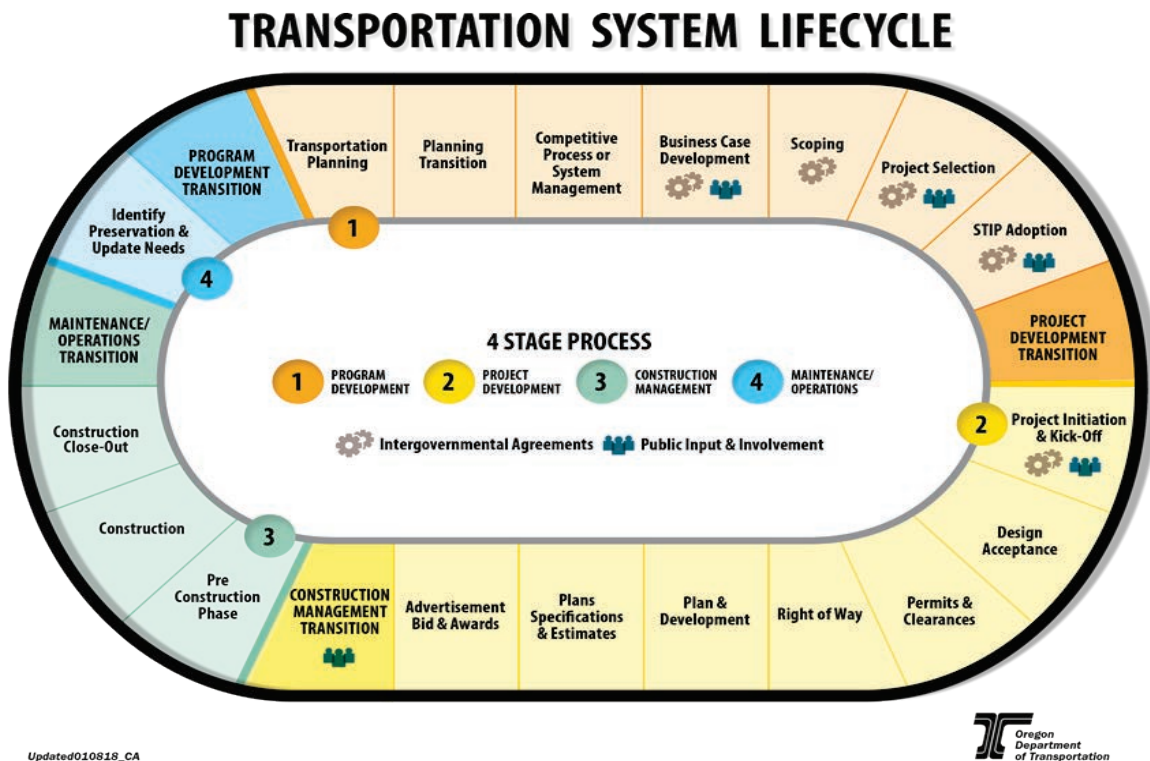 TRANSPORTATION SYSTEM LIFECYCLE
Transportation
Planning
Planning
Transition
Competitive
Process or
System
Management
Business Case
Development
Scoping
Project Selection
STIP Adoption
PROJECT
DEVELOPMENT
TRANSITION
Project Initiation
& Kick-Off
Design
Acceptance
Permits &
Clearances
Right of Way
Plan &
Development
Plans
Specifications
& Estimates
Advertisement
Bid & Awards
CONSTRUCTION
MANAGEMENT
TRANSITION
Pre
Construction
Phase
Construction
Construction
Close-Out
MAINTENANCE/
OPERATIONS
TRANSITION
Identify
Preservation &
Update Needs
PROGRAM
DEVELOPMENT
TRANSITION
1
2
3
4
4 STAGE PROCESS
1 PROGRAM
DEVELOPMENT
2 PROJECT
DEVELOPMENT
3 CONSTRUCTION
MANAGEMENT
4 MAINTENANCE/
OPERATIONS
Intergovernmental Agreements
Public Input & Involvement
Updated010818_CA
Oregon
Department
of Transportation